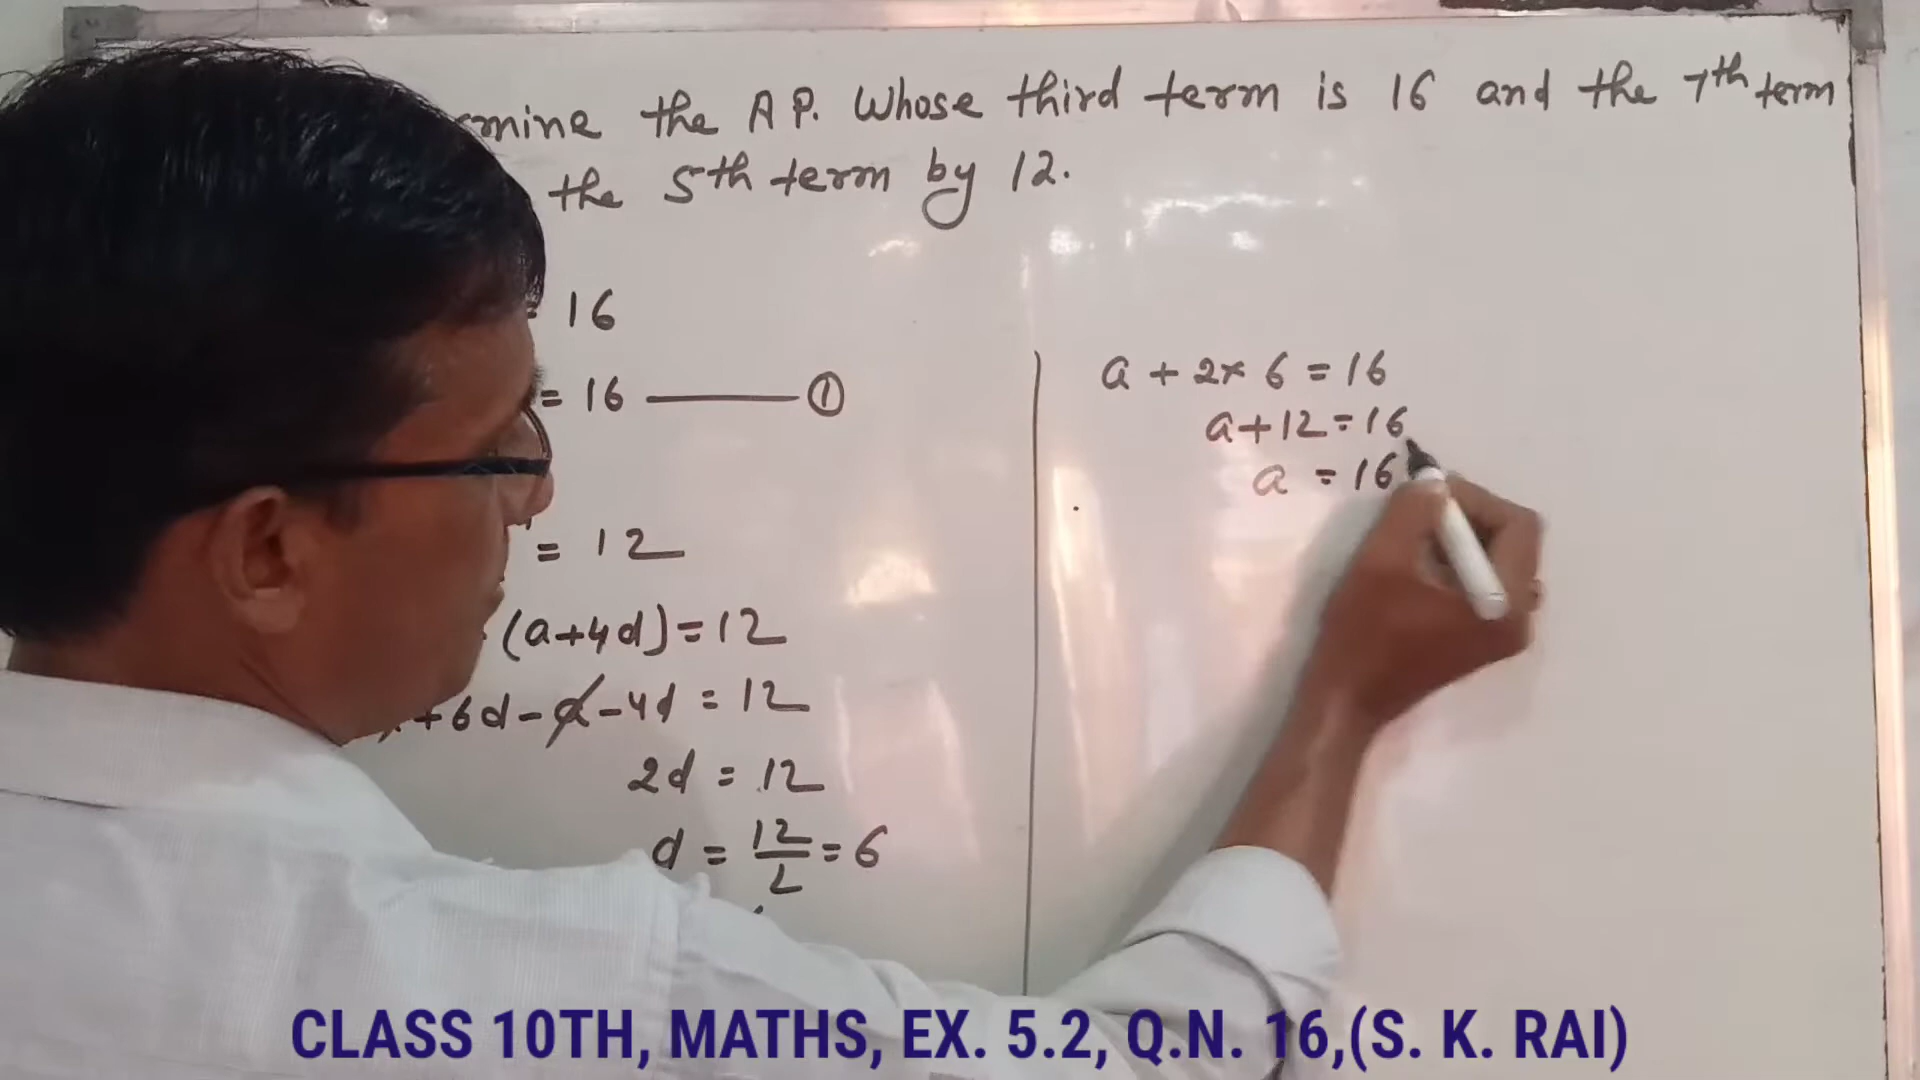 the A P. Whose third term is 16 and the 7th term
the 5th term by 12.
= 16
= 16 ——— ①
= 12
(a+4d)=12
+6d-a-4d = 12
2d = 12
d = 12/2 = 6
a + 2× 6 = 16
a+12=16
a = 16
CLASS 10TH, MATHS, EX. 5.2, Q.N. 16,(S. K. RAI)